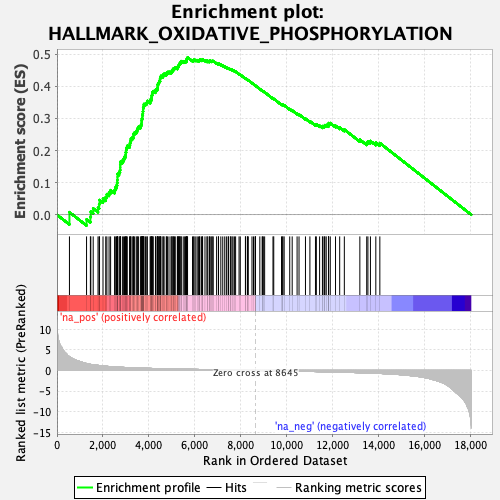 Enrichment plot:
HALLMARK_OXIDATIVE_PHOSPHORYLATION
Enrichment score (ES)
0.5
0.4
0.3
0.2
0.1
0.0
'na_pos' (positively correlated)
Ranked list metric (PreRanked)
10
5
0
-5
-10
-15
Zero cross at 8645
'na_neg' (negatively correlated)
0
2,000
4,000
6,000
8,000
10,000
12,000
14,000
16,000
18,000
Rank in Ordered Dataset
Enrichment profile
Hits
Ranking metric scores